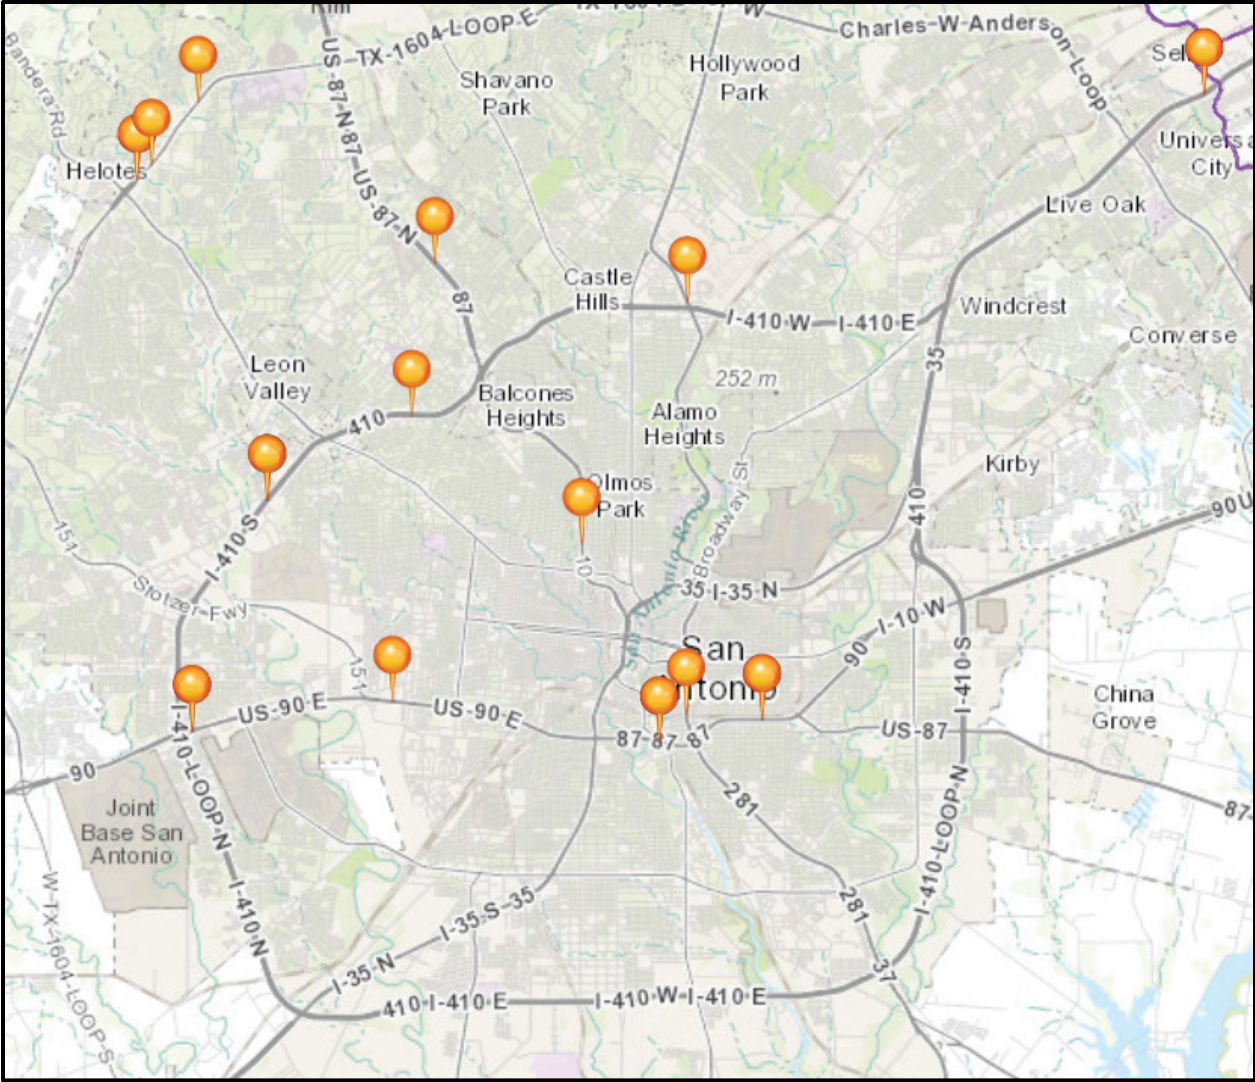 TX-1604-LOOP-E
W
Charles-W-Anderson-Loop
Bandera Rd
US-87-N
87-US-87-N
Shavano
Park
Hollywood
Park
Univers
City
Helotes
Live Oak
Castle
Hills
87
I-410-W
I-410-E
Windcrest
Converse
35
Leon
Valley
252 m
Balcones
Heights
Alamo
Heights
410
Kirby
Olmos
Park
410
90U
151
I-410-S
10
Broadway St
San Antonio River
Stotzer-Fwy
35
I-35-N
I-10-W
90
San
Antonio
151
I-410-S
US-90-E
US-90-E
87-87
87
US-87
China
Grove
90
I-410-LOOP-N
281
87
Joint
Base San
Antonio
I-410-LOOP-N
W-TX-1604-LOOP-S
I-410-N
I-35-S-35
281
I-35-N
37
410
I-410-E
I-410-W
I-410-E